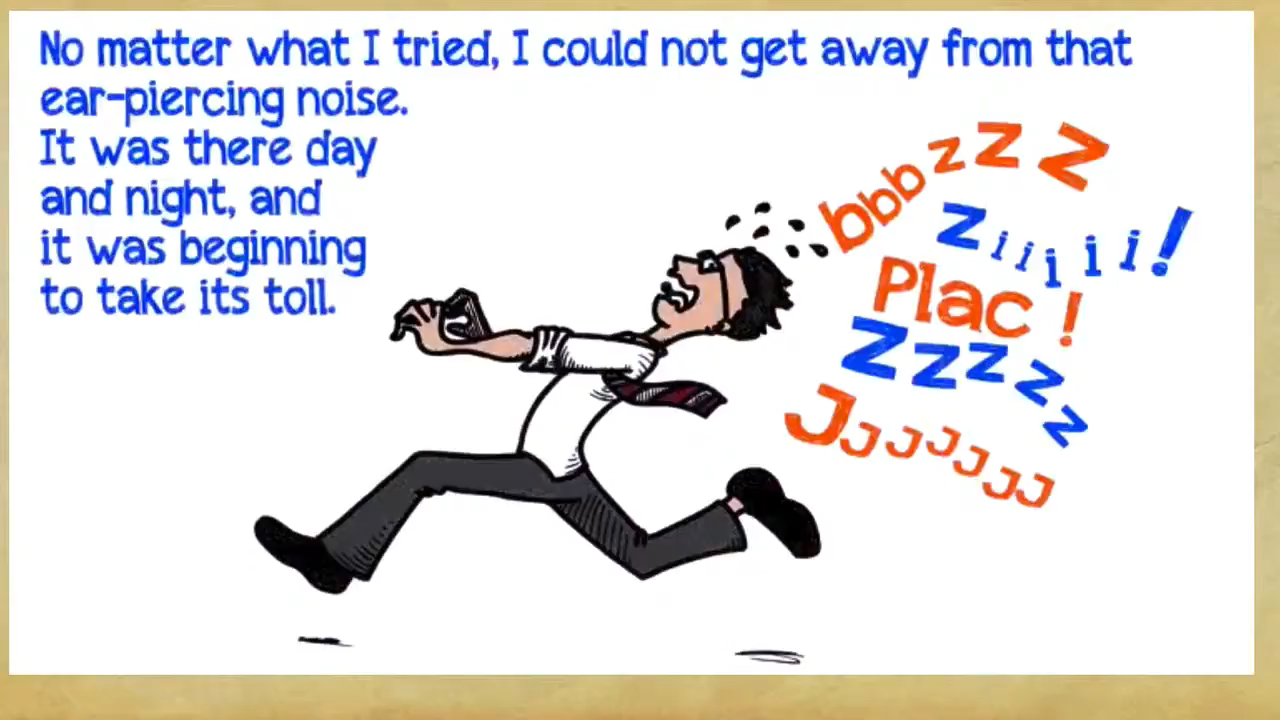 No matter what I tried, I could not get away from that
ear-piercing noise.
It was there day
and night, and
it was beginning
to take its toll.
bbbzzz
Ziiiii!
Plac !
Zzzzz
JJJJJJJ